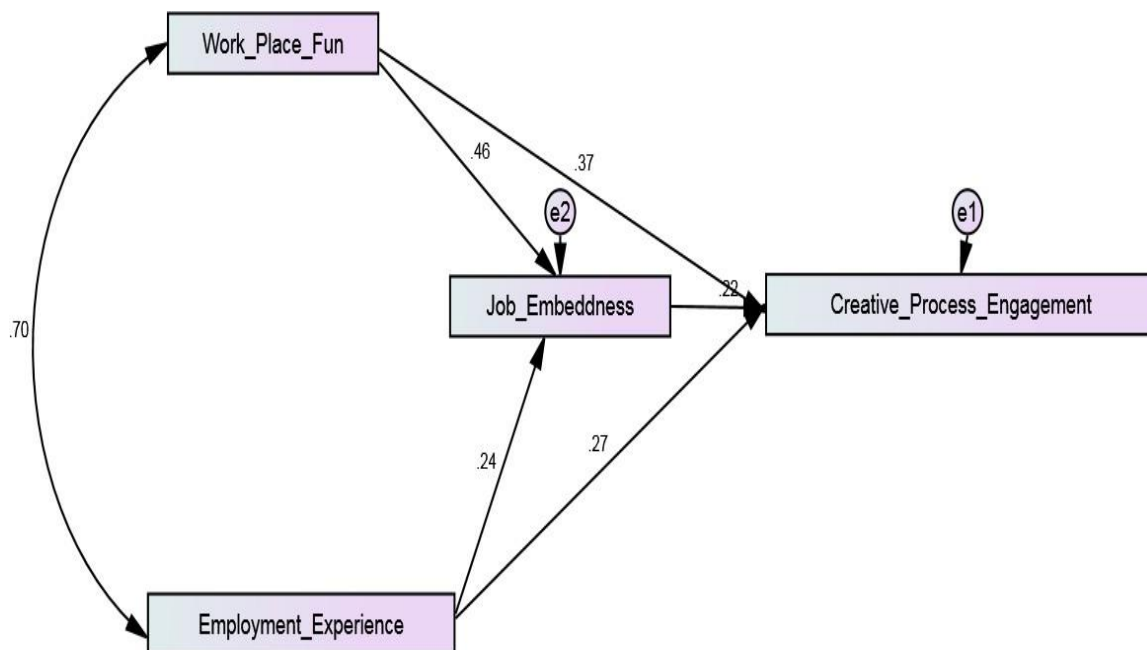 Work_Place_Fun
.46
.37
e2
e1
.70
Job_Embeddness
.22
Creative_Process_Engagement
.24
.27
Employment_Experience